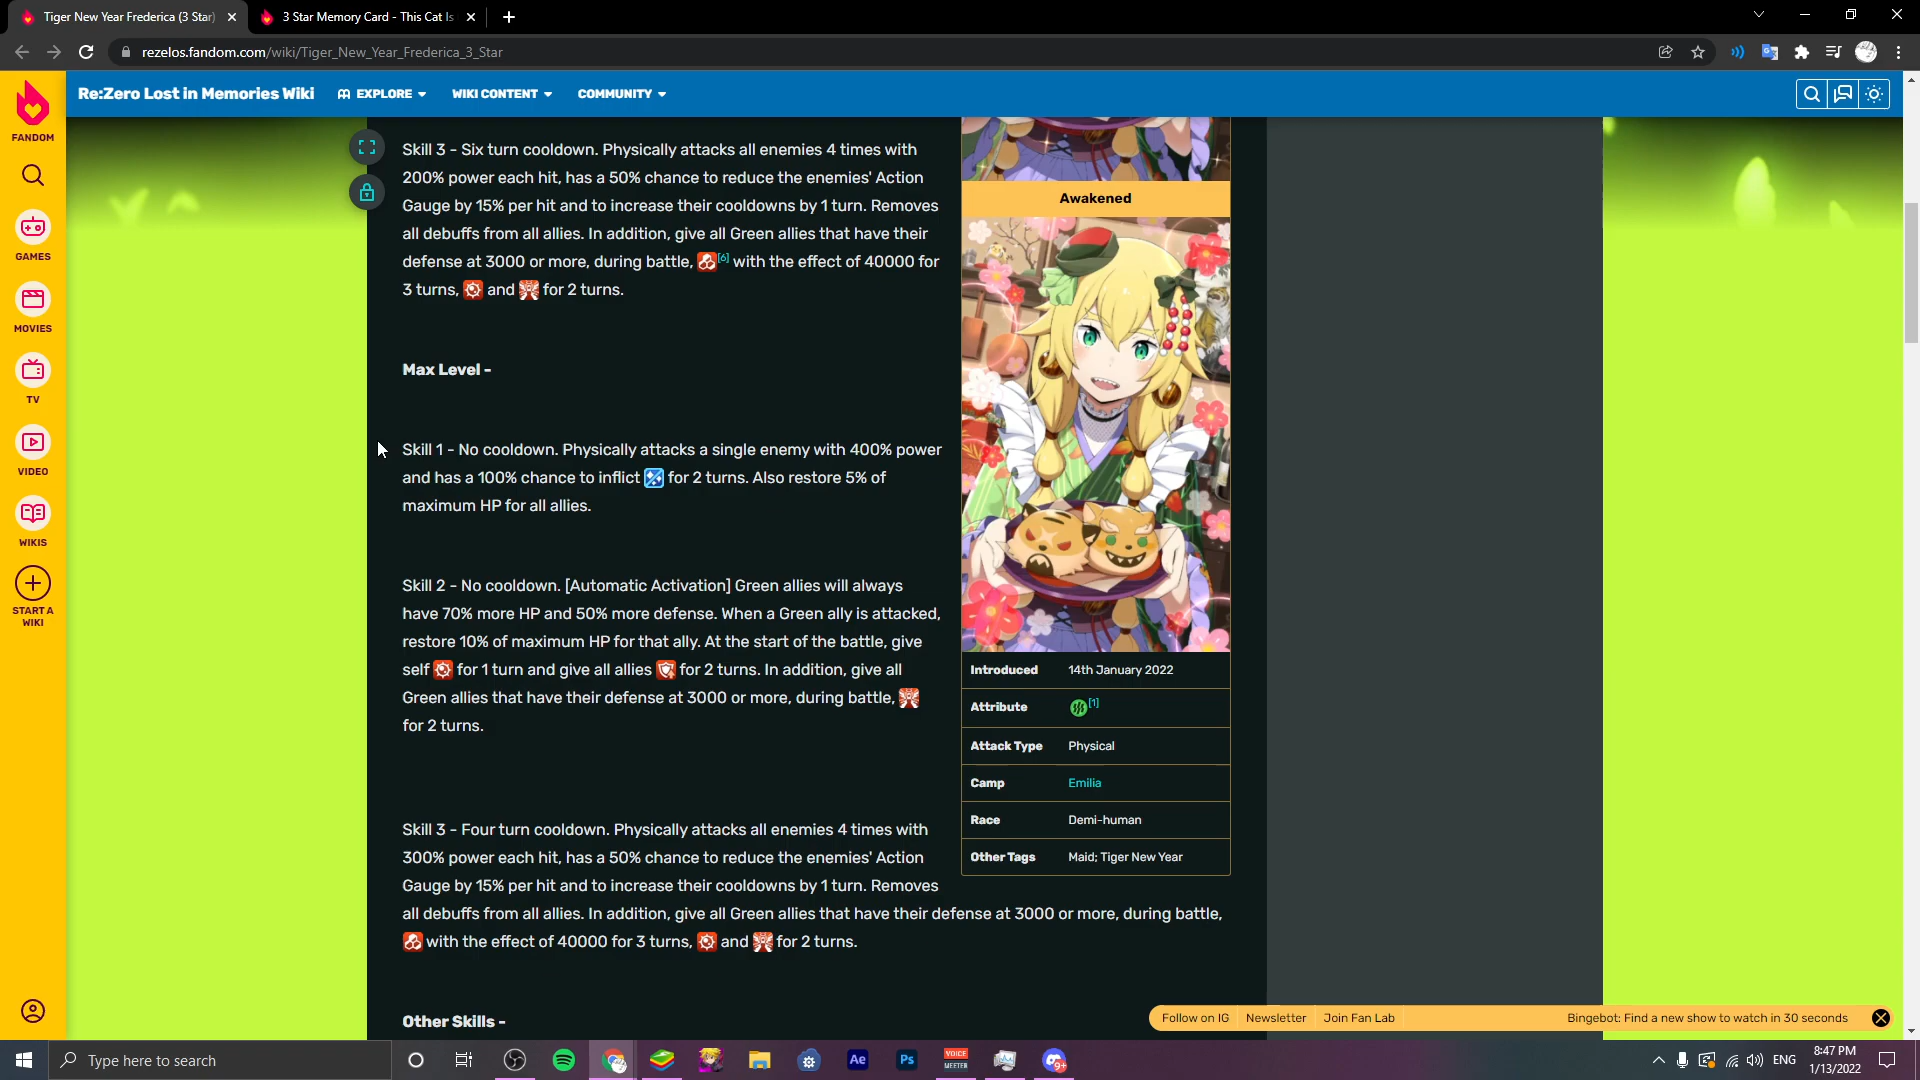 Tiger New Year Frederica (3 Star)
3 Star Memory Card - This Cat Is
rezelos.fandom.com/wiki/Tiger_New_Year_Frederica_3_Star
Re:Zero Lost in Memories Wiki
EXPLORE
WIKI CONTENT
COMMUNITY
FANDOM
GAMES
MOVIES
TV
VIDEO
WIKIS
START A
WIKI
Skill 3 - Six turn cooldown. Physically attacks all enemies 4 times with
200% power each hit, has a 50% chance to reduce the enemies' Action
Gauge by 15% per hit and to increase their cooldowns by 1 turn. Removes
all debuffs from all allies. In addition, give all Green allies that have their
defense at 3000 or more, during battle, [6] with the effect of 40000 for
3 turns, and for 2 turns.
Max Level -
Skill 1 - No cooldown. Physically attacks a single enemy with 400% power
and has a 100% chance to inflict for 2 turns. Also restore 5% of
maximum HP for all allies.
Skill 2 - No cooldown. [Automatic Activation] Green allies will always
have 70% more HP and 50% more defense. When a Green ally is attacked,
restore 10% of maximum HP for that ally. At the start of the battle, give
self for 1 turn and give all allies for 2 turns. In addition, give all
Green allies that have their defense at 3000 or more, during battle,
for 2 turns.
Skill 3 - Four turn cooldown. Physically attacks all enemies 4 times with
300% power each hit, has a 50% chance to reduce the enemies' Action
Gauge by 15% per hit and to increase their cooldowns by 1 turn. Removes
all debuffs from all allies. In addition, give all Green allies that have their defense at 3000 or more, during battle,
with the effect of 40000 for 3 turns, and for 2 turns.
Other Skills -
Awakened
Introduced 14th January 2022
Attribute [1]
Attack Type Physical
Camp Emilia
Race Demi-human
Other Tags Maid; Tiger New Year
Follow on IG
Newsletter
Join Fan Lab
Bingebot: Find a new show to watch in 30 seconds
Type here to search
Ae
Ps
VOICE
MEETER
9+
ENG
8:47 PM
1/13/2022